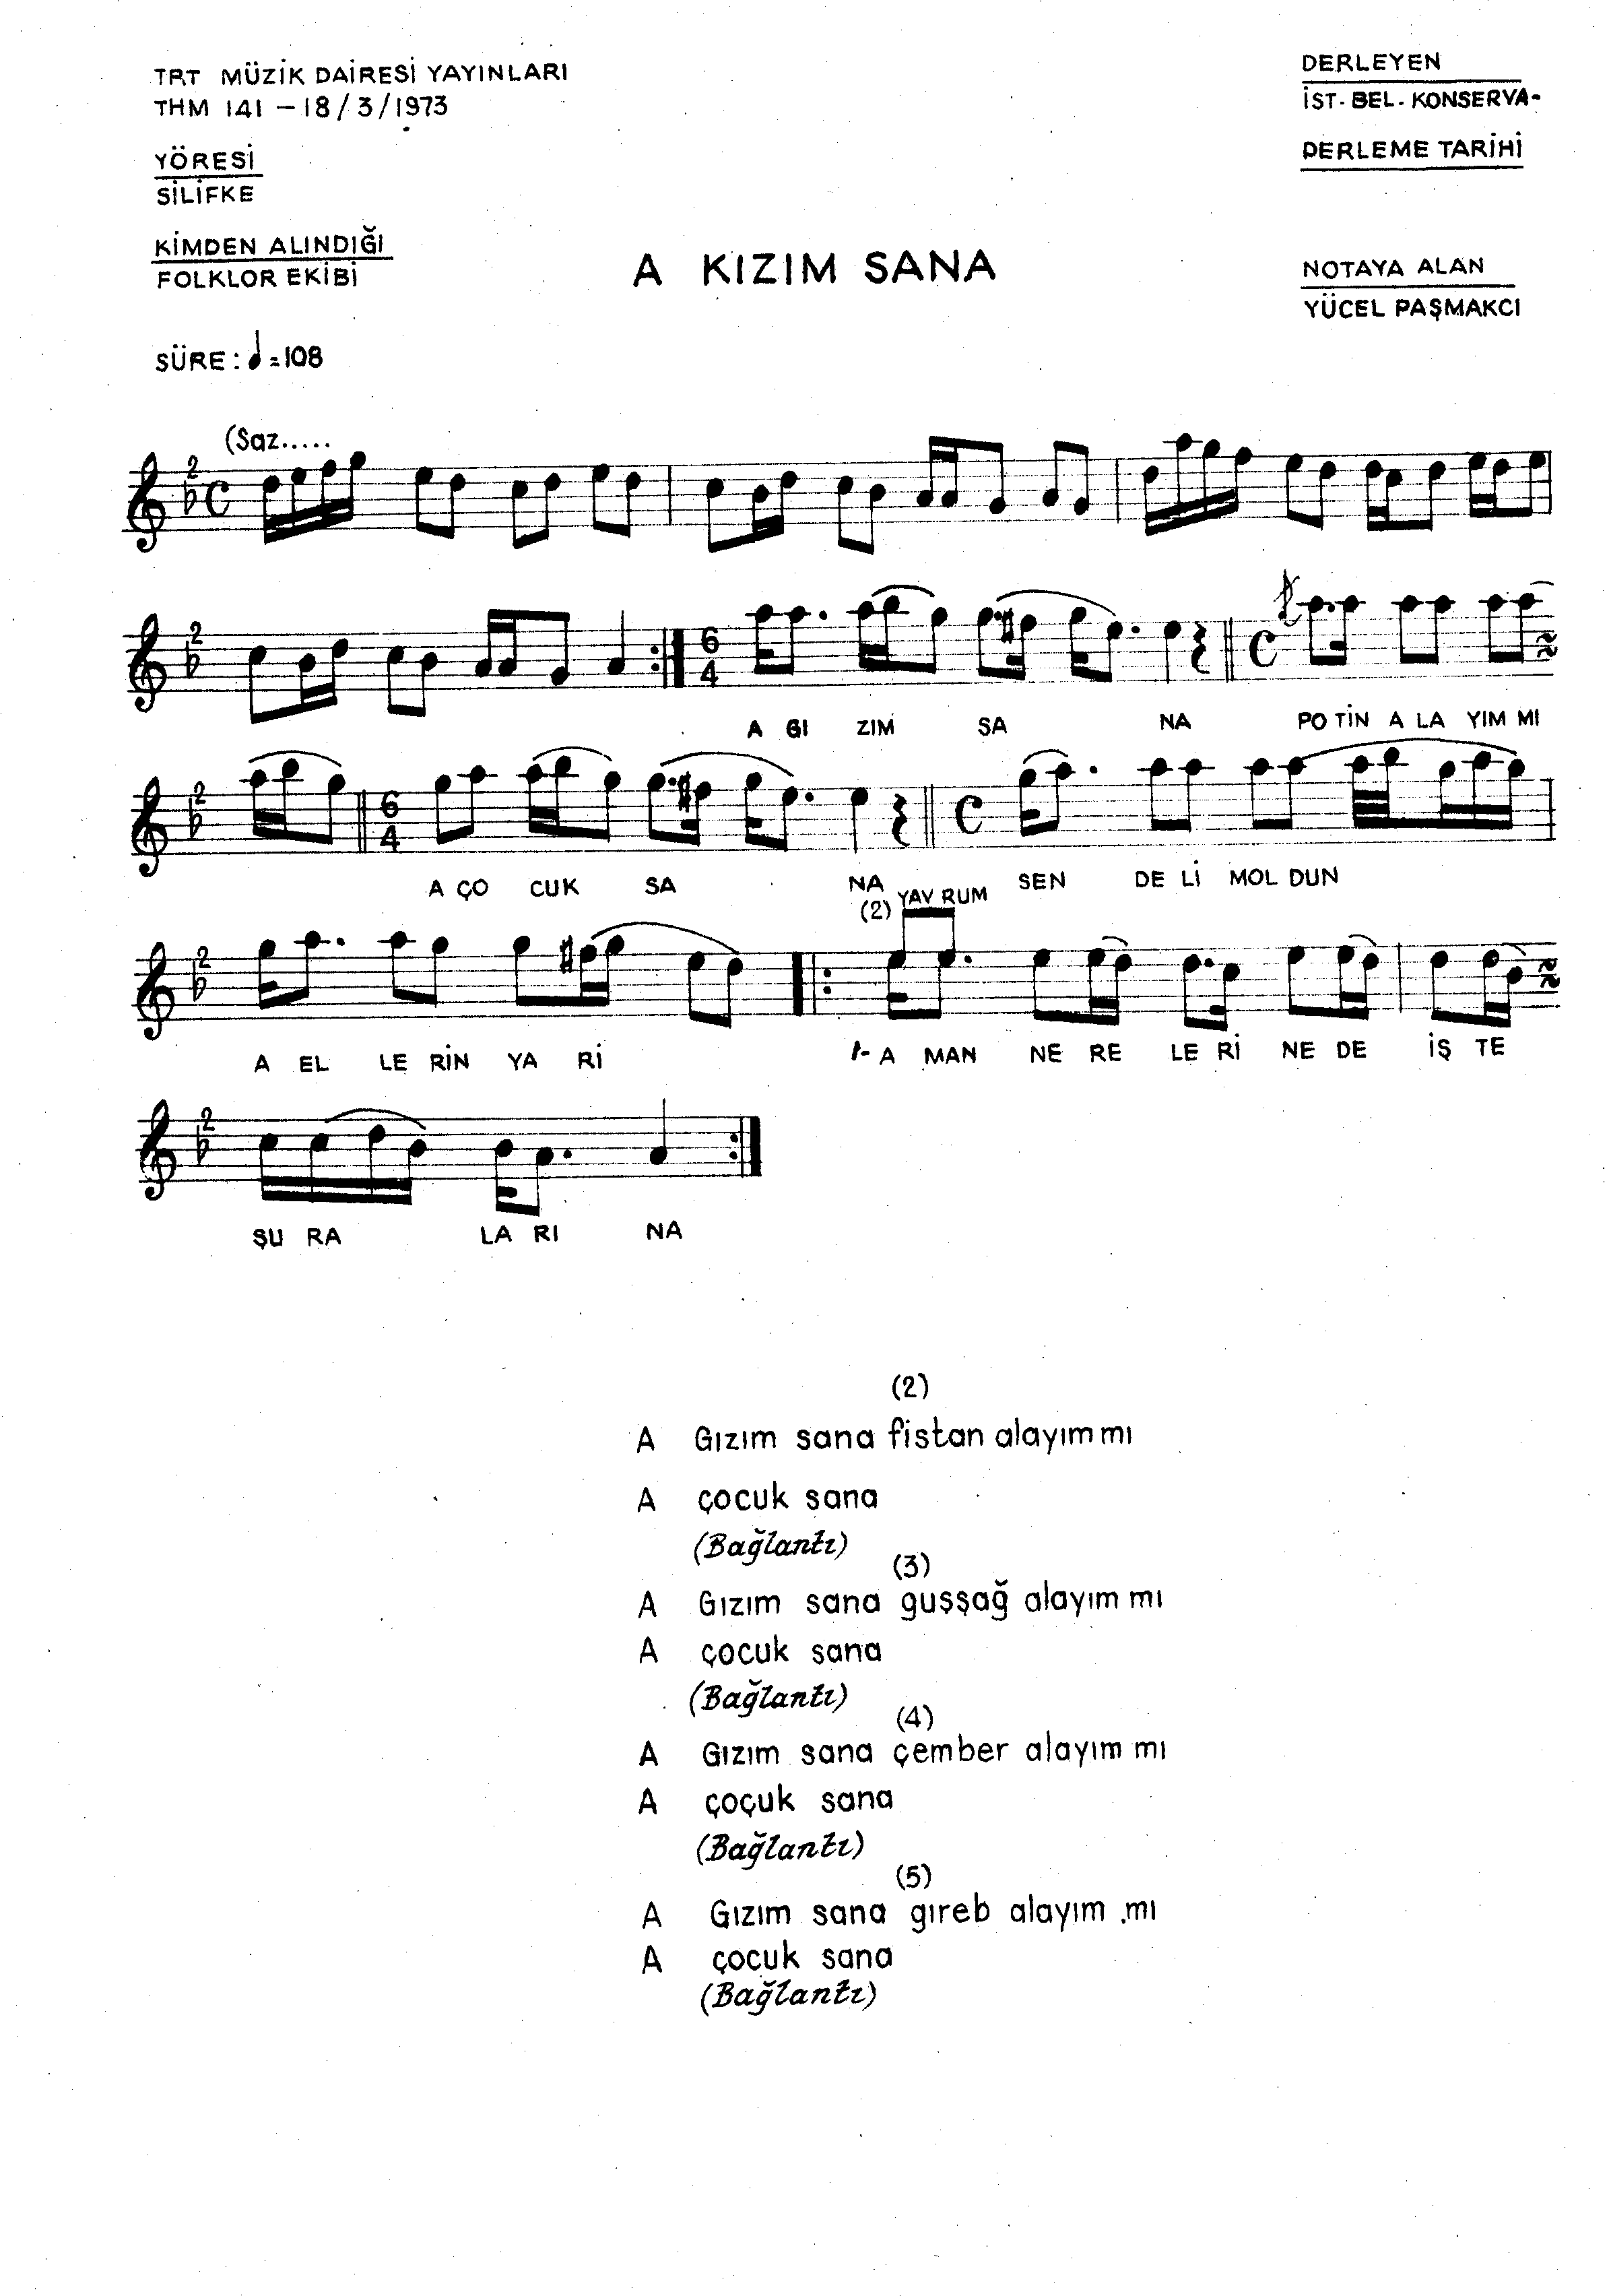 TRT MÜZİK DAİRESİ YAYINLARI
THM 141 – 18/3/1973
YÖRESİ
SİLİFKE
KİMDEN ALINDIĞI
FOLKLOR EKİBİ
SÜRE: ♩=108
A KIZIM SANA
DERLEYEN
İST. BEL. KONSERVA-
DERLEME TARİHİ
NOTAYA ALAN
YÜCEL PAŞMAKCI
(Saz.....
A GI ZIM SA NA PO TİN A LA YIM MI
A ÇO CUK SA NA SEN DE Lİ MOL DUN
(2) YAV RUM
A EL LE RİN YA Rİ 1- A MAN NE RE LE Rİ NE DE İŞ TE
ŞU RA LA RI NA
(2)
A Gızım sana fistan alayım mı
A çocuk sana
(Bağlantı)
(3)
A Gızım sana guşşağ alayım mı
A çocuk sana
(Bağlantı)
(4)
A Gızım sana çember alayım mı
A çoçuk sana
(Bağlantı)
(5)
A Gızım sana gıreb alayım .mı
A çocuk sana
(Bağlantı)